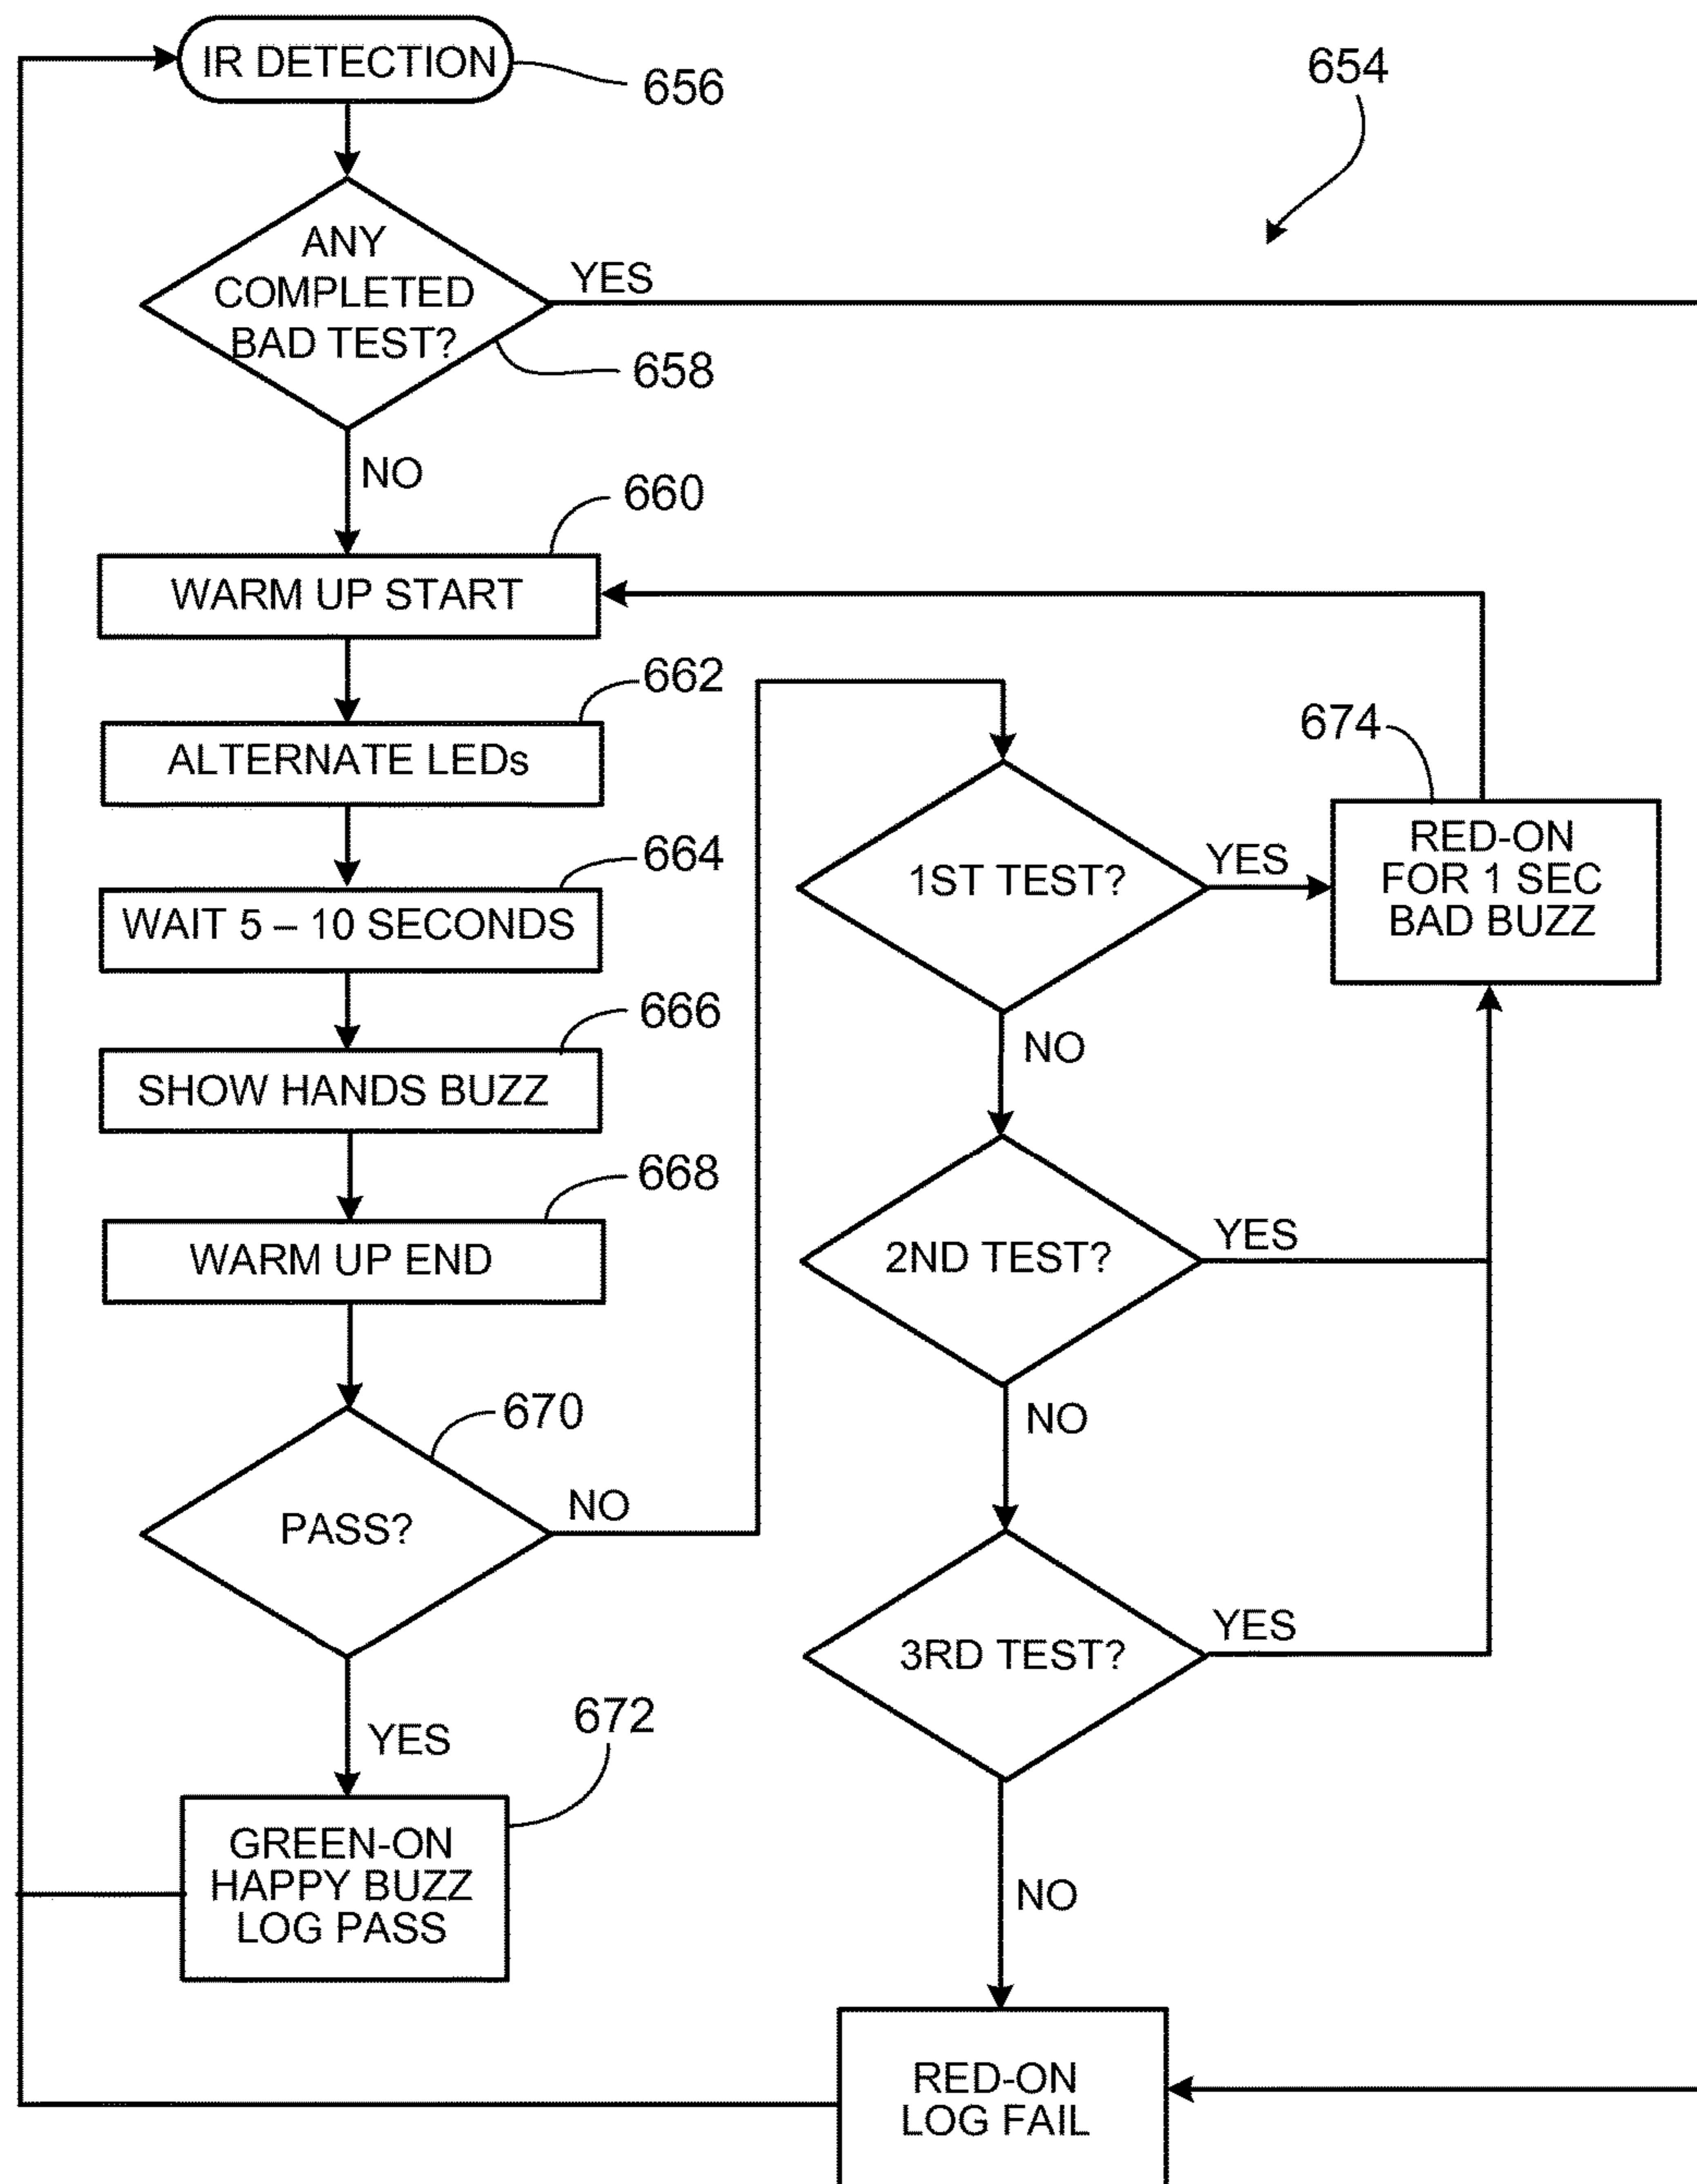 IR DETECTION
656
654
ANY
COMPLETED
BAD TEST?
YES
658
NO
660
WARM UP START
662
ALTERNATE LEDs
664
WAIT 5 – 10 SECONDS
666
SHOW HANDS BUZZ
668
WARM UP END
670
PASS?
NO
YES
672
GREEN-ON
HAPPY BUZZ
LOG PASS
1ST TEST?
YES
674
RED-ON
FOR 1 SEC
BAD BUZZ
NO
2ND TEST?
YES
NO
3RD TEST?
YES
NO
RED-ON
LOG FAIL